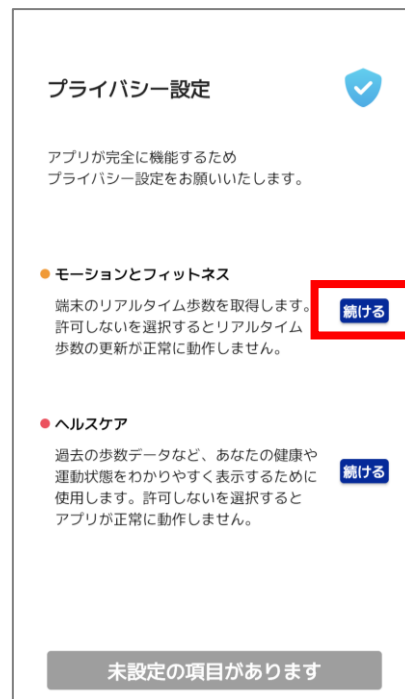 プライバシー設定
アプリが完全に機能するため
プライバシー設定をお願いいたします。
モーションとフィットネス
端末のリアルタイム歩数を取得します。
許可しないを選択するとリアルタイム
歩数の更新が正常に動作しません。
続ける
ヘルスケア
過去の歩数データなど、あなたの健康や
運動状態をわかりやすく表示するために
使用します。許可しないを選択すると
アプリが正常に動作しません。
続ける
未設定の項目があります